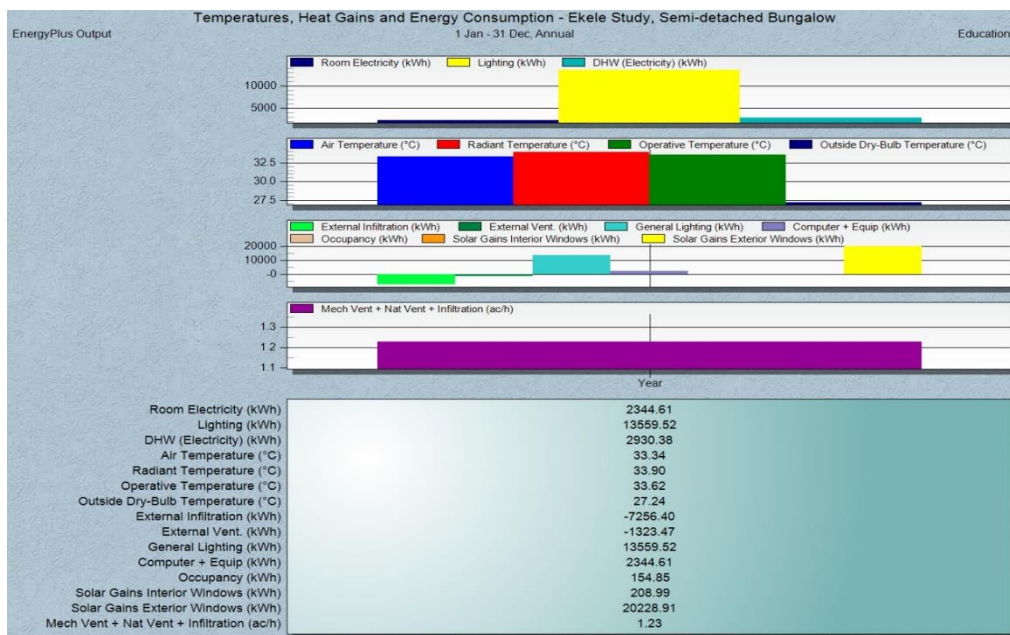 Temperatures, Heat Gains and Energy Consumption - Ekele Study, Semi-detached Bungalow
EnergyPlus Output 1 Jan - 31 Dec, Annual Education
Room Electricity (kWh) Lighting (kWh) DHW (Electricity) (kWh)
10000
5000
Air Temperature (°C) Radiant Temperature (°C) Operative Temperature (°C) Outside Dry-Bulb Temperature (°C)
32.5
30.0
27.5
External Infiltration (kWh) External Vent. (kWh) General Lighting (kWh) Computer + Equip (kWh)
Occupancy (kWh) Solar Gains Interior Windows (kWh) Solar Gains Exterior Windows (kWh)
20000
10000
-0
Mech Vent + Nat Vent + Infiltration (ac/h)
1.3
1.2
1.1
Year
Room Electricity (kWh) 2344.61
Lighting (kWh) 13559.52
DHW (Electricity) (kWh) 2930.38
Air Temperature (°C) 33.34
Radiant Temperature (°C) 33.90
Operative Temperature (°C) 33.62
Outside Dry-Bulb Temperature (°C) 27.24
External Infiltration (kWh) -7256.40
External Vent. (kWh) -1323.47
General Lighting (kWh) 13559.52
Computer + Equip (kWh) 2344.61
Occupancy (kWh) 154.85
Solar Gains Interior Windows (kWh) 208.99
Solar Gains Exterior Windows (kWh) 20228.91
Mech Vent + Nat Vent + Infiltration (ac/h) 1.23